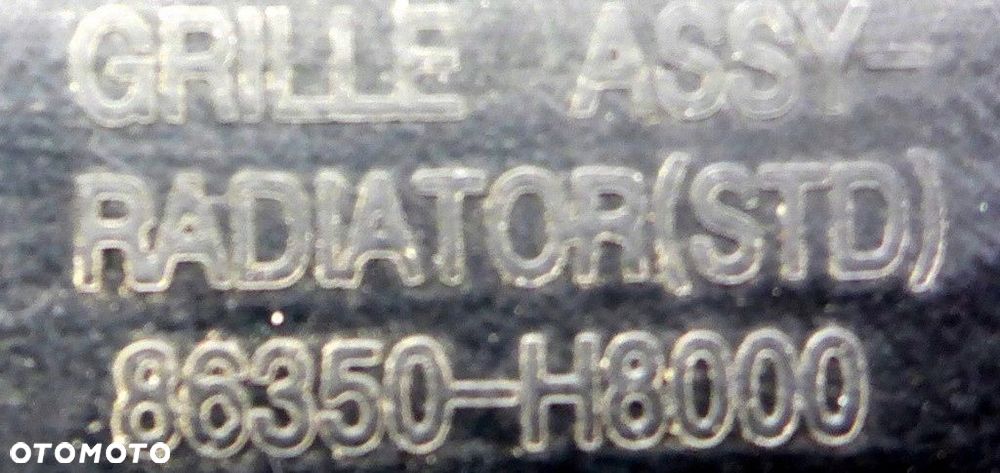 GRILLE ASSY-
RADIATOR(STD)
86350-H8000
OTOMOTO